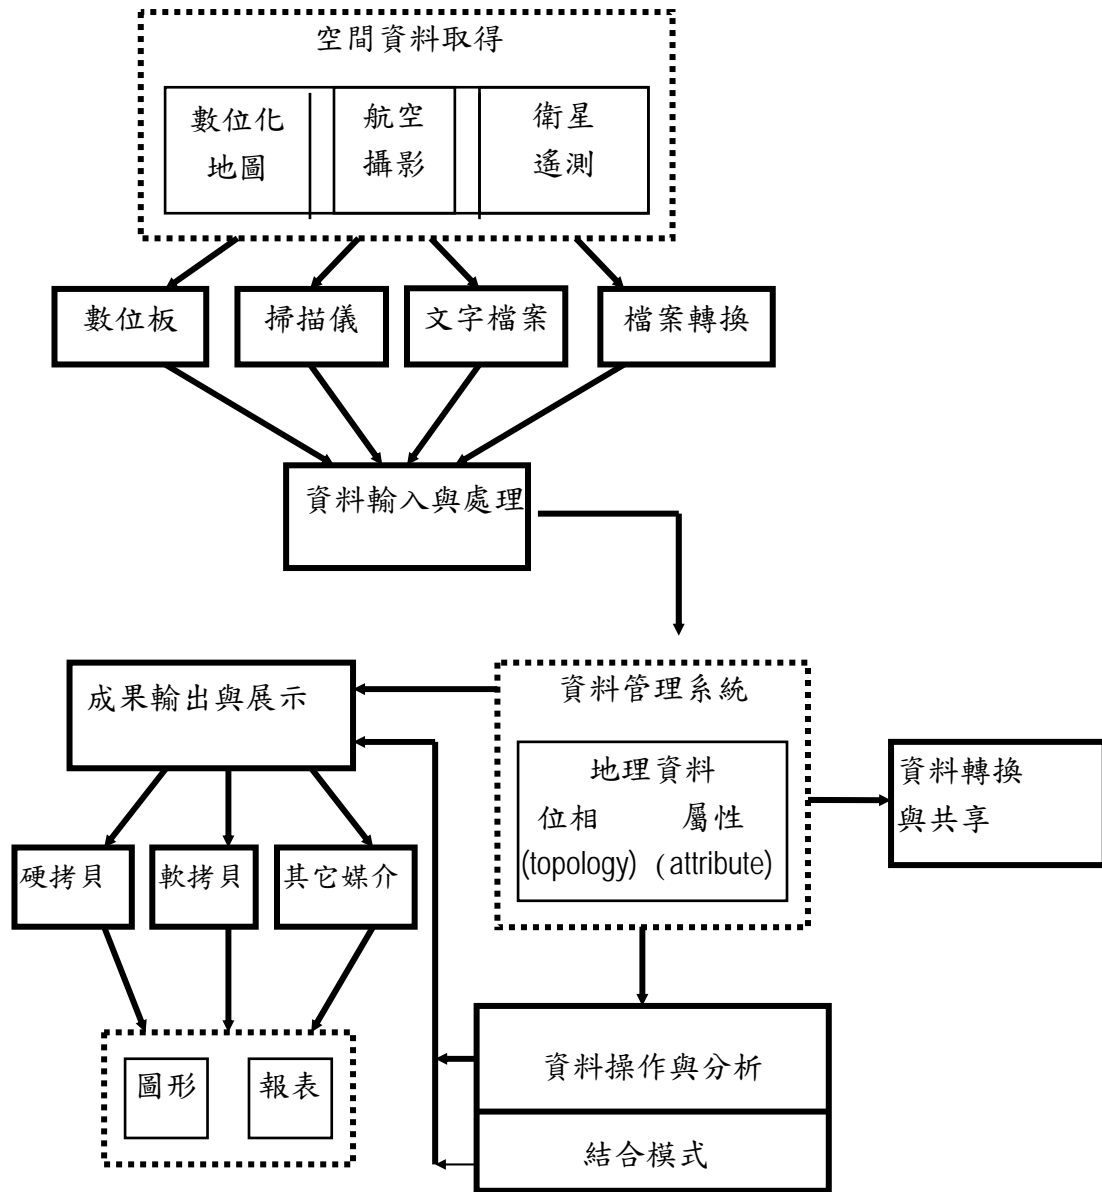 空間資料取得
數位化
地圖
航空
攝影
衛星
遙測
數位板
掃描儀
文字檔案
檔案轉換
資料輸入與處理
成果輸出與展示
資料管理系統
地理資料
位相
屬性
(topology)
(attribute)
資料轉換
與共享
硬拷貝
軟拷貝
其它媒介
圖形
報表
資料操作與分析
結合模式